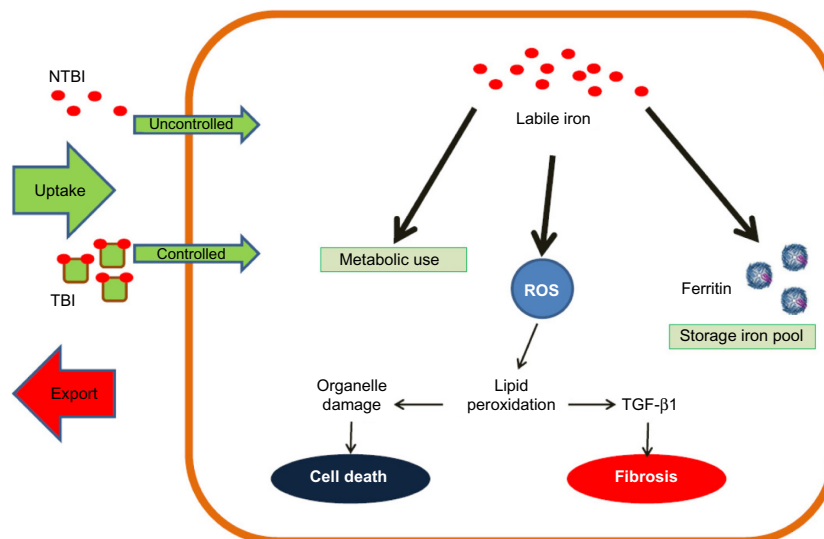 NTBI
Uncontrolled
Uptake
Controlled
TBI
Export
Labile iron
Metabolic use
ROS
Ferritin
Storage iron pool
Organelle
damage
Lipid
peroxidation
TGF-β1
Cell death
Fibrosis